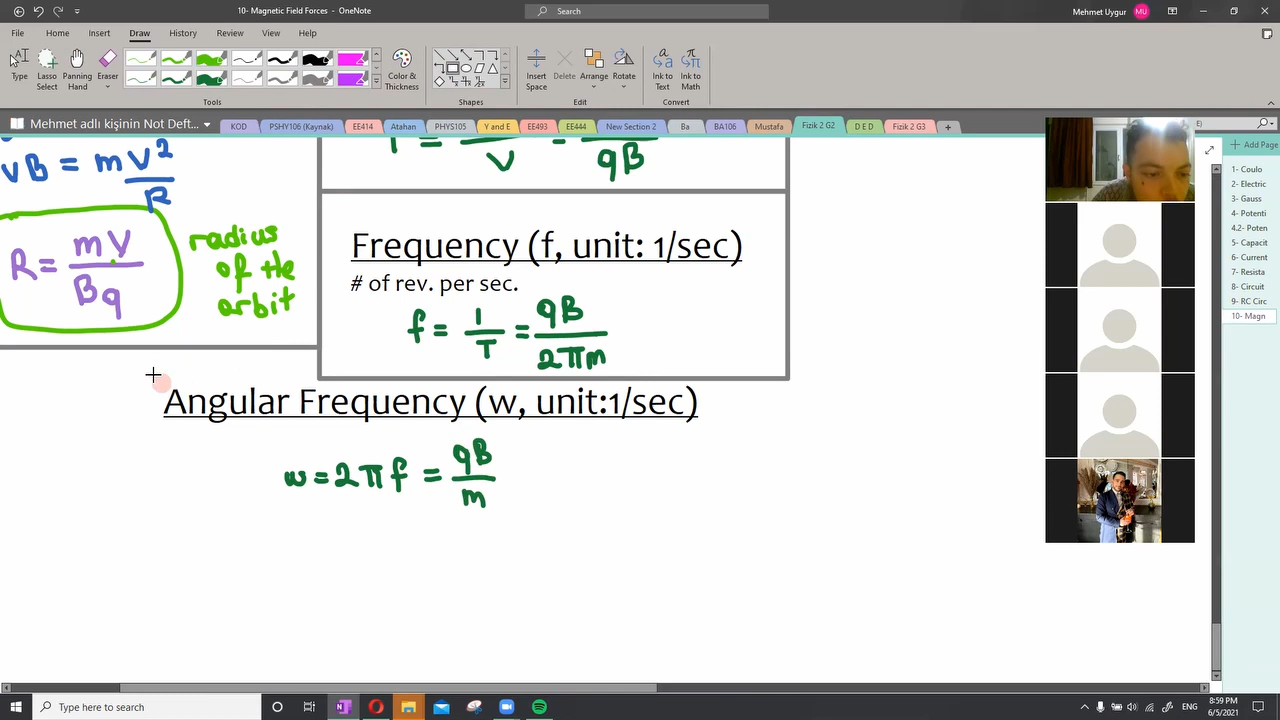 10- Magnetic Field Forces - OneNote
Search
Mehmet Uygur
MU
File Home Insert Draw History Review View Help
Type
Lasso Select
Panning Hand
Eraser
Color & Thickness
Insert Space
Delete
Arrange
Rotate
Ink to Text
Ink to Math
Tools
Shapes
Edit
Convert
Mehmet adlı kişinin Not Deft...
KOD PSHY106 (Kaynak) EE414 Atahan PHYS105 Y and E EE493 EE444 New Section 2 Ba BA106 Mustafa Fizik 2 G2 D E D Fizik 2 G3 +
E)
Add Page
1- Coulo
2- Electric
3- Gauss
4- Potenti
4.2- Poten
5- Capacit
6- Current
7- Resista
8- Circuit
9- RC Circ
10- Magn
vB = m v²/R
R = mv/Bq
radius
of the
orbit
= /v = /qB
Frequency (f, unit: 1/sec)
# of rev. per sec.
f = 1/T = qB/2πm
Angular Frequency (w, unit:1/sec)
w = 2πf = qB/m
Type here to search
8:59 PM
6/5/2021